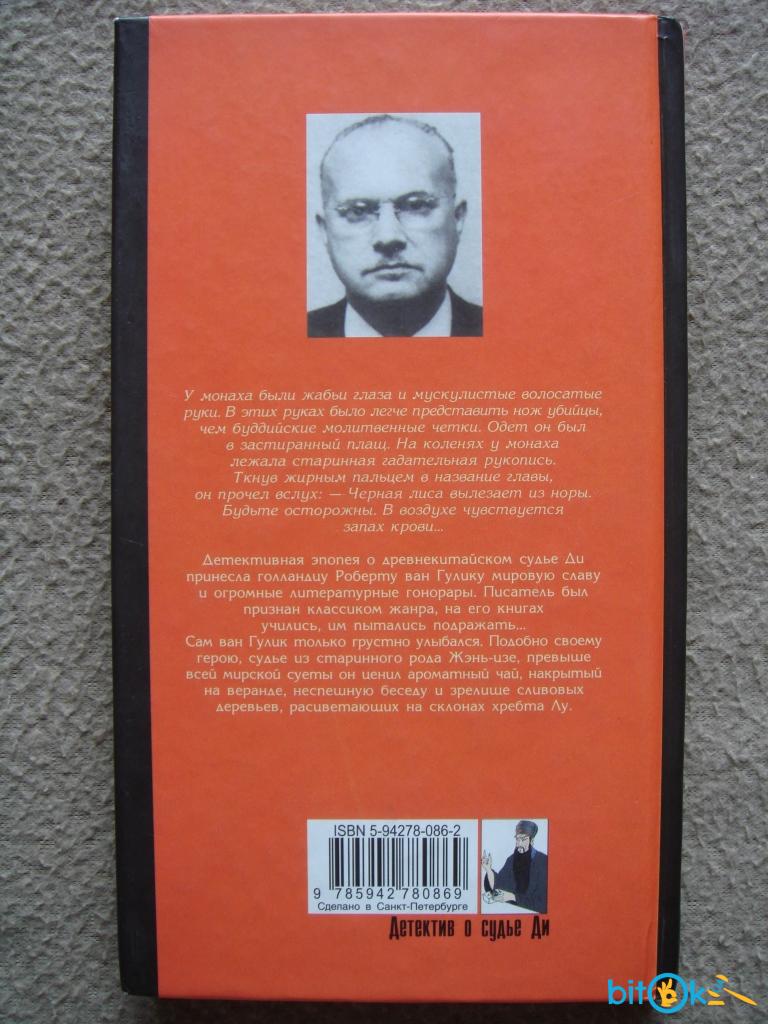 У монаха были жабьи глаза и мускулистые волосатые
руки. В этих руках было легче представить нож убийцы,
чем буддийские молитвенные четки. Одет он был
в застиранный плащ. На коленях у монаха
лежала старинная гадательная рукопись.
Ткнув жирным пальцем в название главы,
он прочел вслух: — Черная лиса вылезает из норы.
Будьте осторожны. В воздухе чувствуется
запах крови...
Детективная эпопея о древнекитайском судье Ди
принесла голландцу Роберту ван Гулику мировую славу
и огромные литературные гонорары. Писатель был
признан классиком жанра, на его книгах
учились, им пытались подражать...
Сам ван Гулик только грустно улыбался. Подобно своему
герою, судье из старинного рода Жэнь-цзе, превыше
всей мирской суеты он ценил ароматный чай, накрытый
на веранде, неспешную беседу и зрелище сливовых
деревьев, расцветающих на склонах хребта Лу.
ISBN 5-94278-086-2
9 785942 780869
Сделано в Санкт-Петербурге
Детектив о судье Ди
bitok